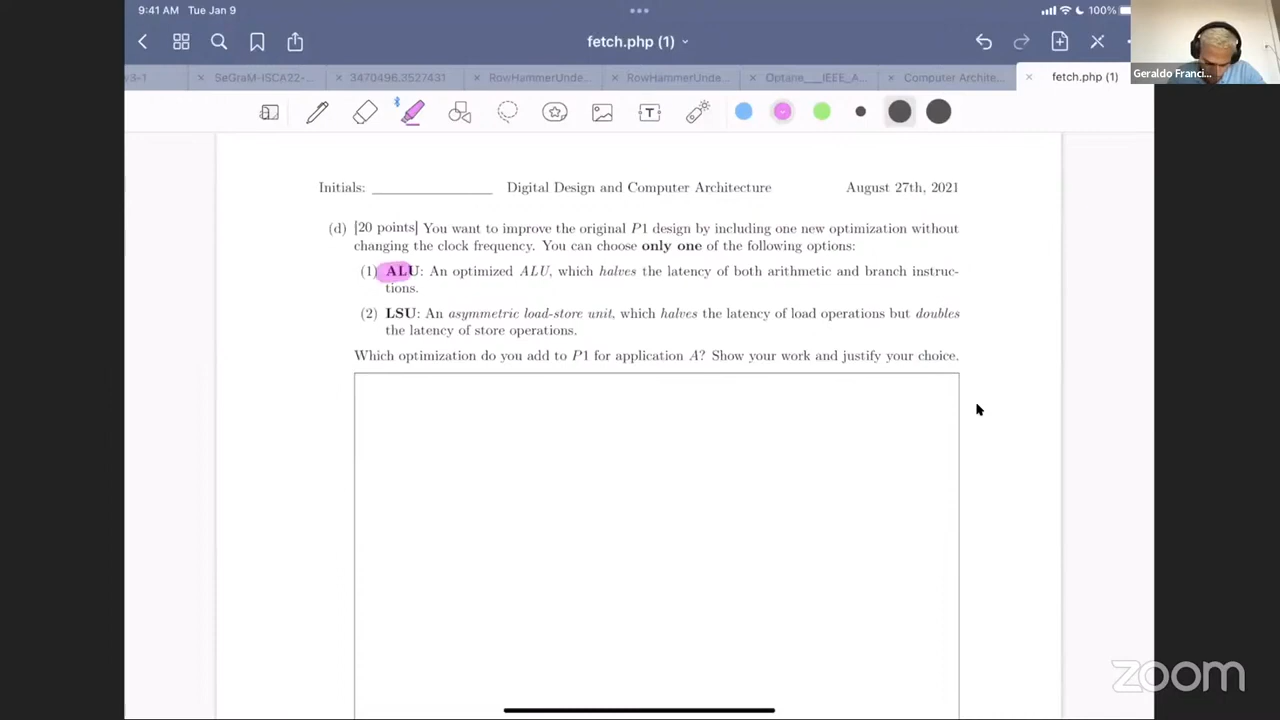 9:41 AM Tue Jan 9
100%
fetch.php (1)
Geraldo Franci...
/3-1
SeGraM-ISCA22-...
3470496.3527431
RowHammerUnde...
RowHammerUnde...
Optane___IEEE_A...
Computer Archite...
fetch.php (1)
Initials:
Digital Design and Computer Architecture
August 27th, 2021
(d) [20 points] You want to improve the original P1 design by including one new optimization without
changing the clock frequency. You can choose only one of the following options:
(1) ALU: An optimized ALU, which halves the latency of both arithmetic and branch instruc-
tions.
(2) LSU: An asymmetric load-store unit, which halves the latency of load operations but doubles
the latency of store operations.
Which optimization do you add to P1 for application A? Show your work and justify your choice.
zoom